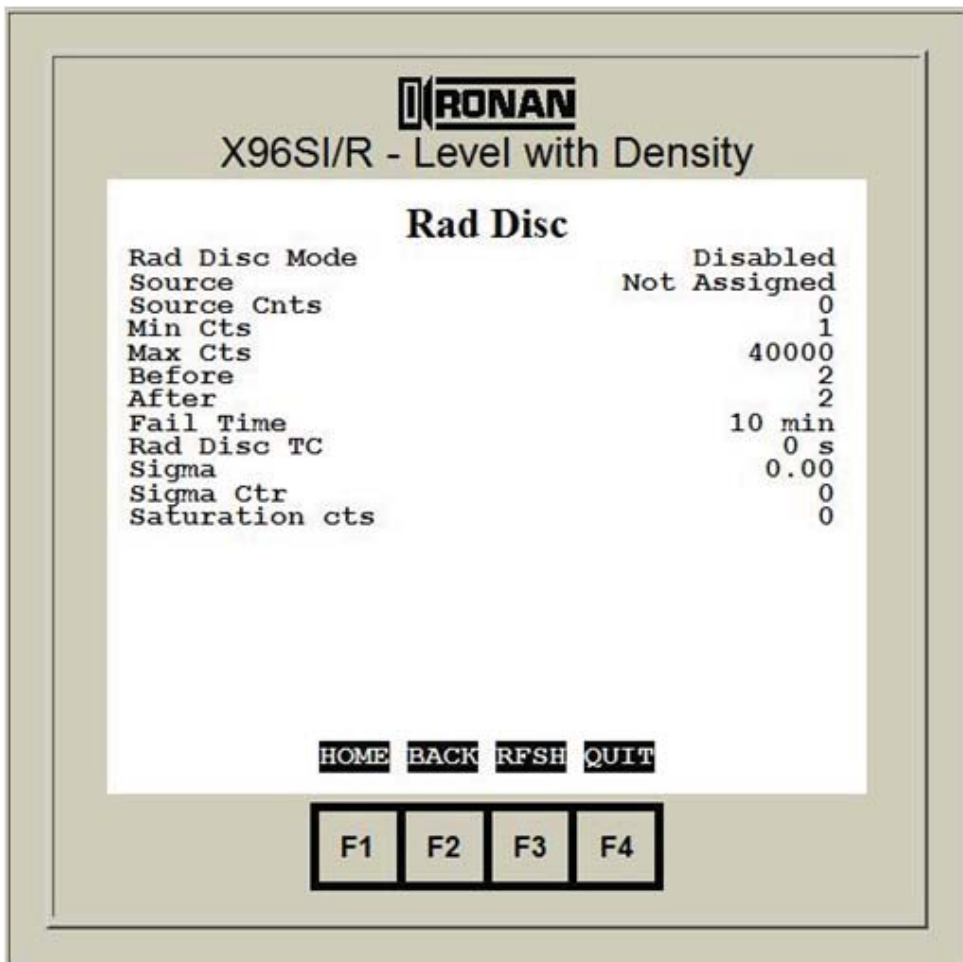 RONAN
X96SI/R - Level with Density
Rad Disc
Rad Disc Mode Disabled
Source Not Assigned
Source Cnts 0
Min Cts 1
Max Cts 40000
Before 2
After 2
Fail Time 10 min
Rad Disc TC 0 s
Sigma 0.00
Sigma Ctr 0
Saturation cts 0
HOME BACK RFSH QUIT
F1 F2 F3 F4